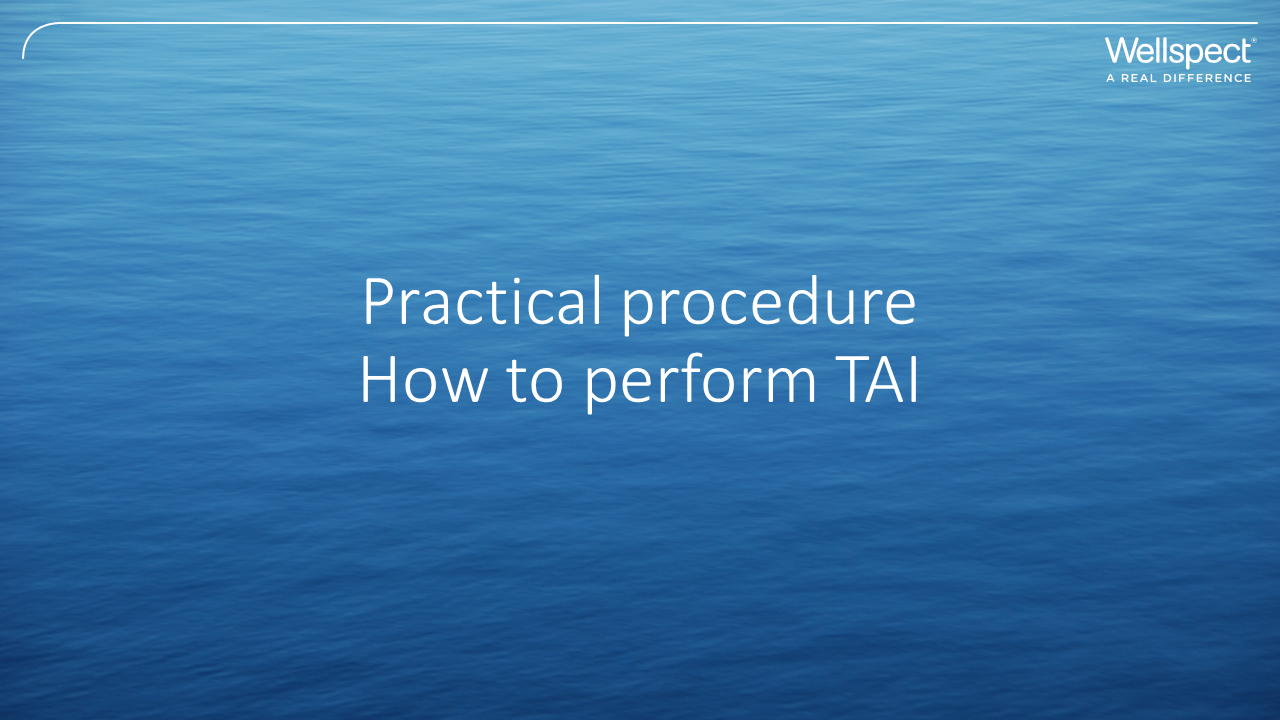 Wellspect®
A REAL DIFFERENCE
Practical procedure
How to perform TAI